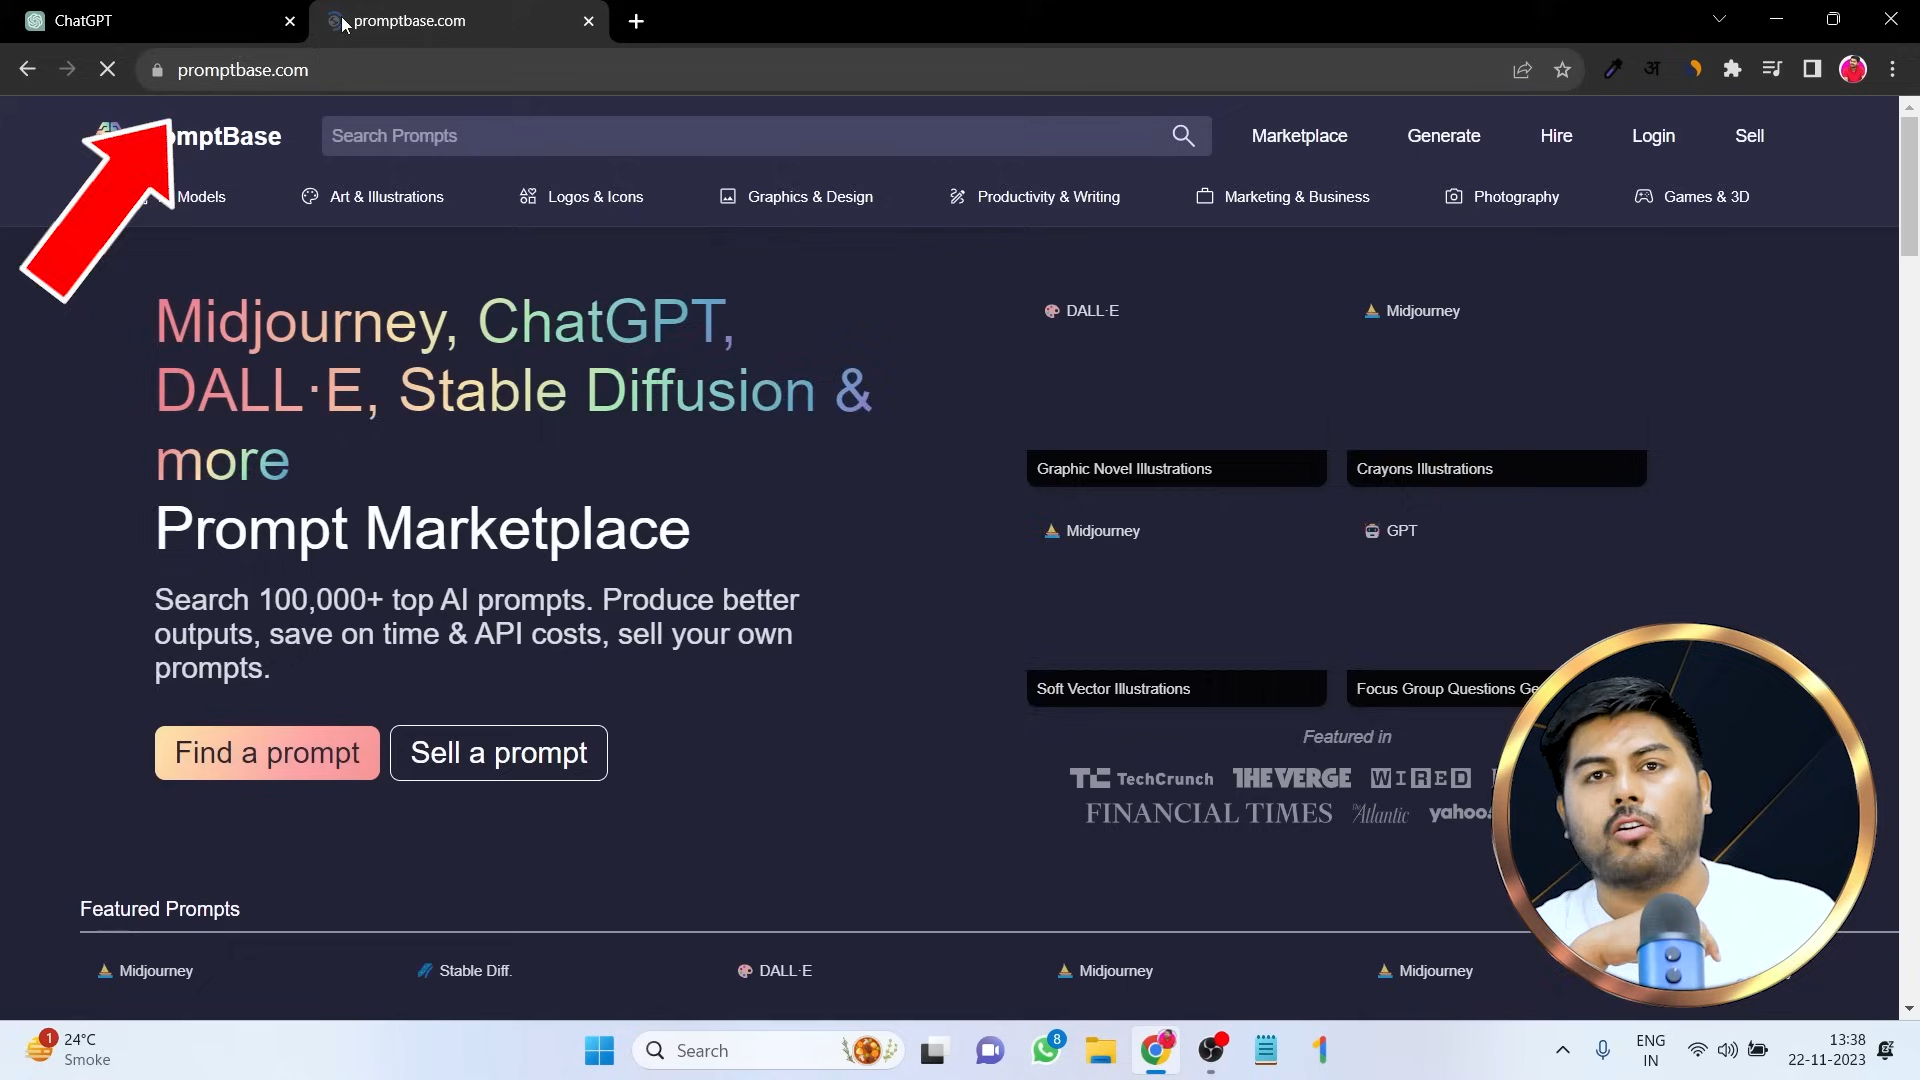 ChatGPT
promptbase.com
promptbase.com
अ
mptBase
Search Prompts
Marketplace
Generate
Hire
Login
Sell
Models
Art & Illustrations
Logos & Icons
Graphics & Design
Productivity & Writing
Marketing & Business
Photography
Games & 3D
Midjourney, ChatGPT,
DALL·E, Stable Diffusion &
more
Prompt Marketplace
Search 100,000+ top AI prompts. Produce better
outputs, save on time & API costs, sell your own
prompts.
Find a prompt
Sell a prompt
DALL·E
Midjourney
Graphic Novel Illustrations
Crayons Illustrations
Midjourney
GPT
Soft Vector Illustrations
Focus Group Questions Ge
Featured in
TC TechCrunch THE VERGE WIRED
FINANCIAL TIMES The Atlantic yahoo!
Featured Prompts
Midjourney
Stable Diff.
DALL·E
Midjourney
Midjourney
1
24°C
Smoke
Search
8
ENG
IN
13:38
22-11-2023